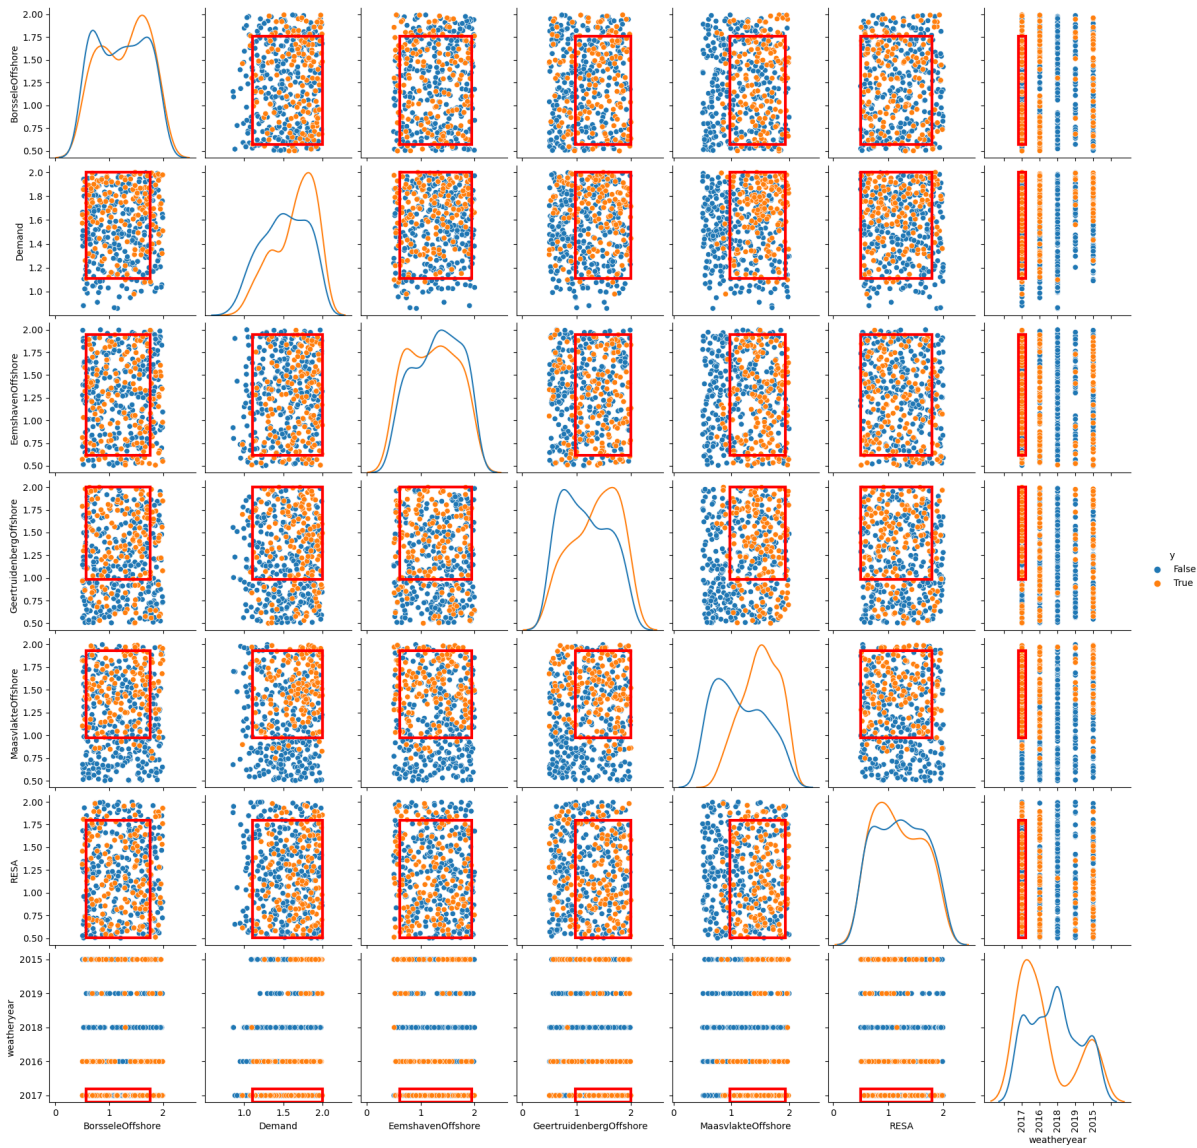 BorsseleOffshore
2.00
1.75
1.50
1.25
1.00
0.75
0.50
Demand
2.0
1.8
1.6
1.4
1.2
1.0
EemshavenOffshore
2.00
1.75
1.50
1.25
1.00
0.75
0.50
GeertruidenbergOffshore
2.00
1.75
1.50
1.25
1.00
0.75
0.50
y
False
True
MaasvlakteOffshore
2.00
1.75
1.50
1.25
1.00
0.75
0.50
RESA
2.00
1.75
1.50
1.25
1.00
0.75
0.50
weatheryear
2015
2019
2018
2016
2017
0 1 2
BorsseleOffshore
1.0 1.5 2.0
Demand
0 1 2
EemshavenOffshore
0 1 2
GeertruidenbergOffshore
0 1 2
MaasvlakteOffshore
0 1 2
RESA
2017 2016 2018 2019 2015
weatheryear